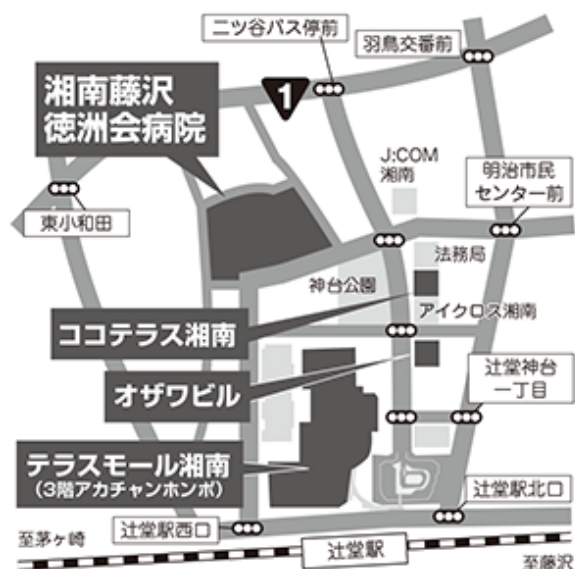 二ツ谷バス停前
羽鳥交番前
1
湘南藤沢
徳洲会病院
J:COM
湘南
明治市民
センター前
東小和田
法務局
神台公園
アイクロス湘南
ココテラス湘南
オザワビル
辻堂神台
一丁目
テラスモール湘南
(3階アカチャンホンポ)
辻堂駅北口
辻堂駅西口
至茅ヶ崎
辻堂駅
至藤沢